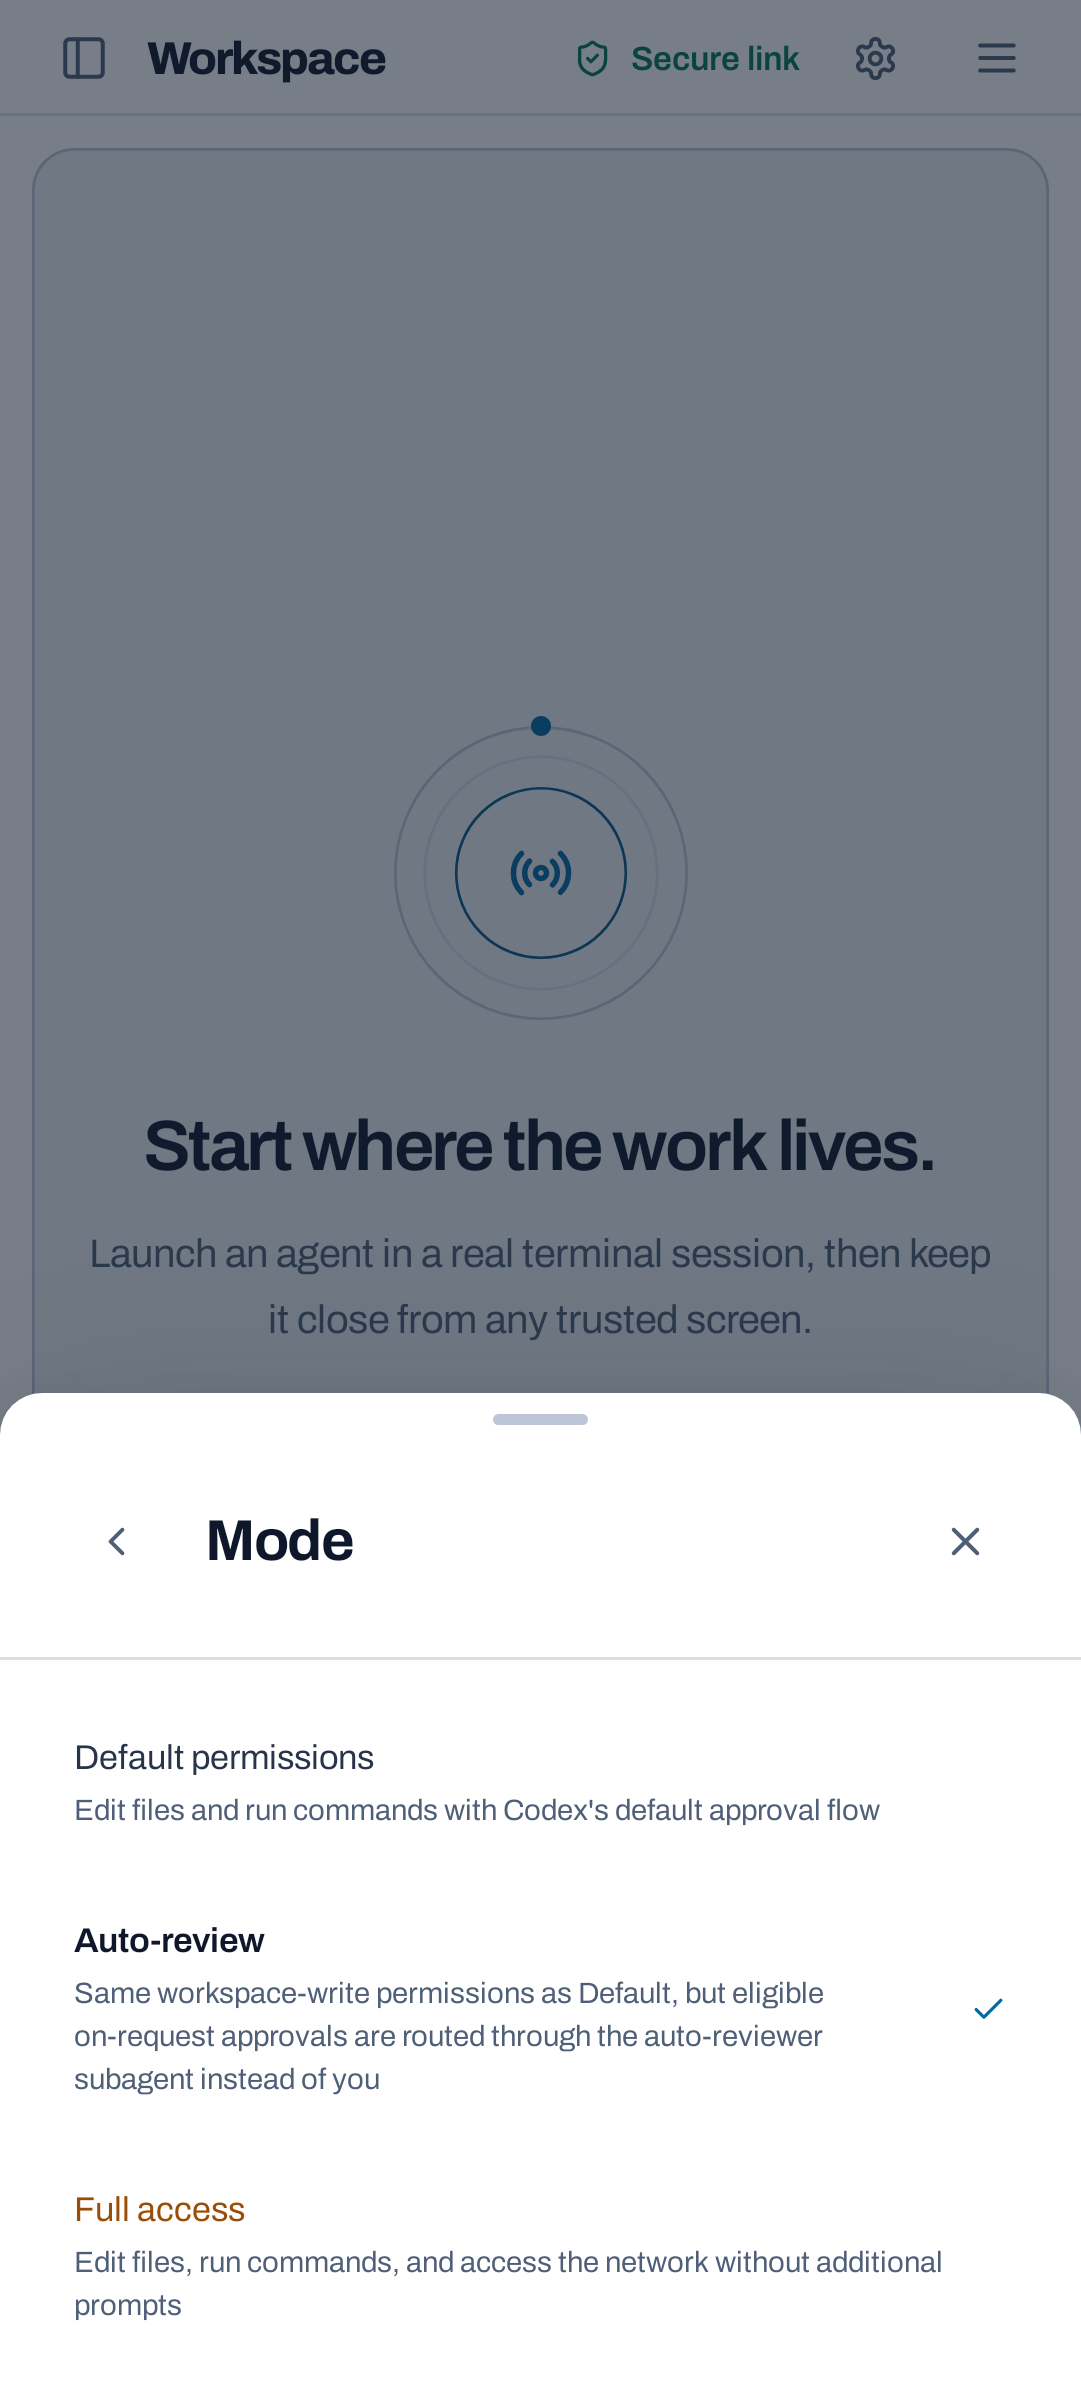 Workspace
Secure link
Start where the work lives.
Launch an agent in a real terminal session, then keep
it close from any trusted screen.
Mode
Default permissions
Edit files and run commands with Codex's default approval flow
Auto-review
Same workspace-write permissions as Default, but eligible
on-request approvals are routed through the auto-reviewer
subagent instead of you
Full access
Edit files, run commands, and access the network without additional
prompts